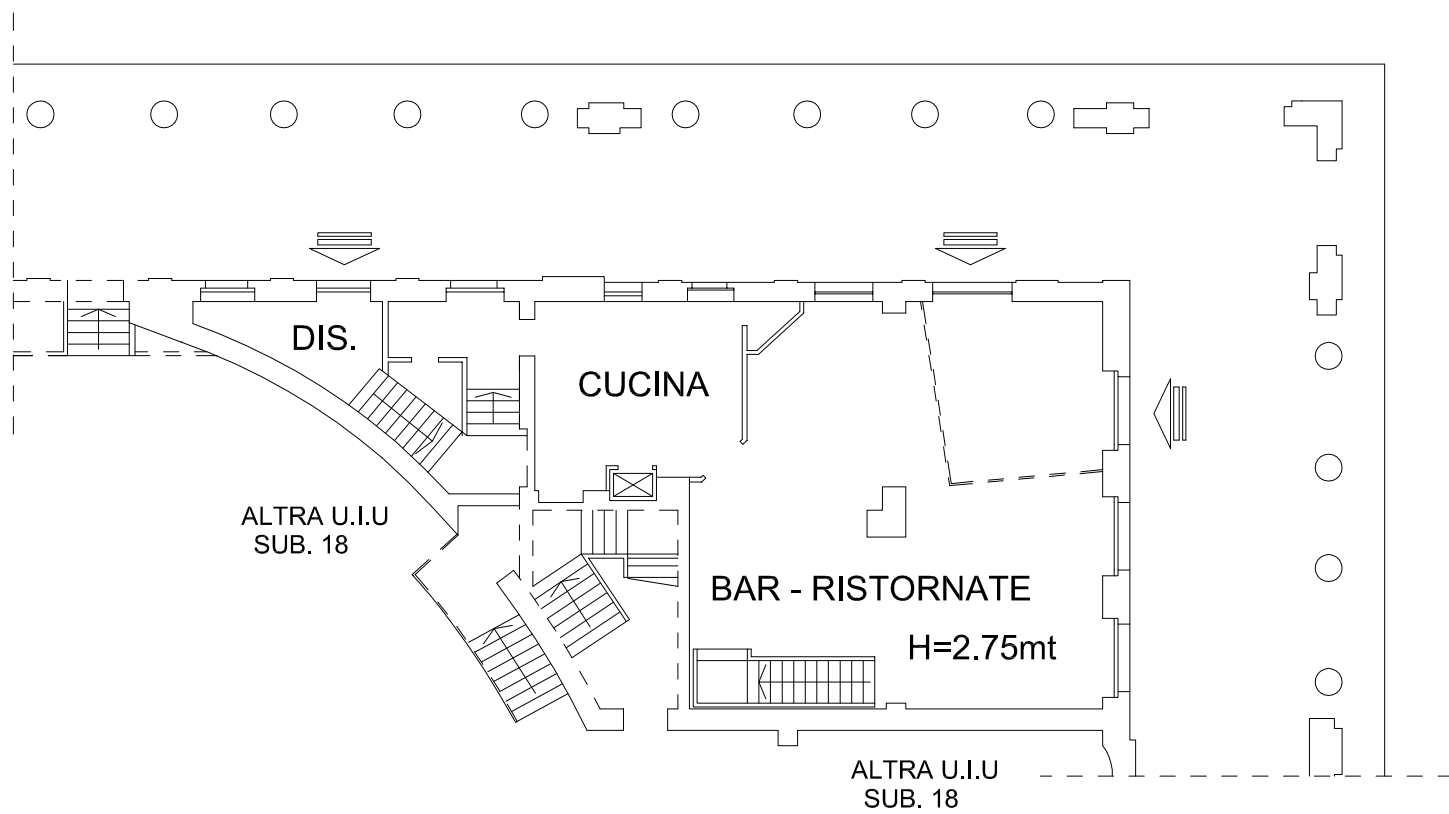 DIS.
CUCINA
ALTRA U.I.U
SUB. 18
BAR - RISTORNATE
H=2.75mt
ALTRA U.I.U
SUB. 18